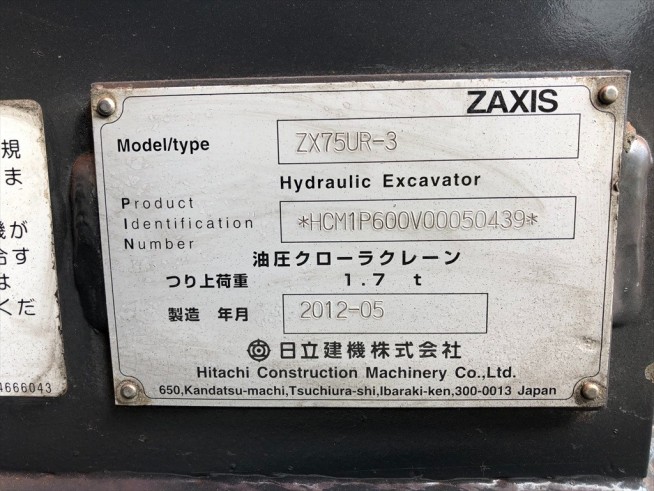 規
ま
機が
合す
は
くだ
4666043
ZAXIS
Model/type ZX75UR-3
Hydraulic Excavator
Product
Identification *HCM1P600V00050439*
Number
油圧クローラクレーン
つり上荷重 1.7 t
製造 年月 2012-05
日立建機株式会社
Hitachi Construction Machinery Co.,Ltd.
650,Kandatsu-machi,Tsuchiura-shi,Ibaraki-ken,300-0013 Japan